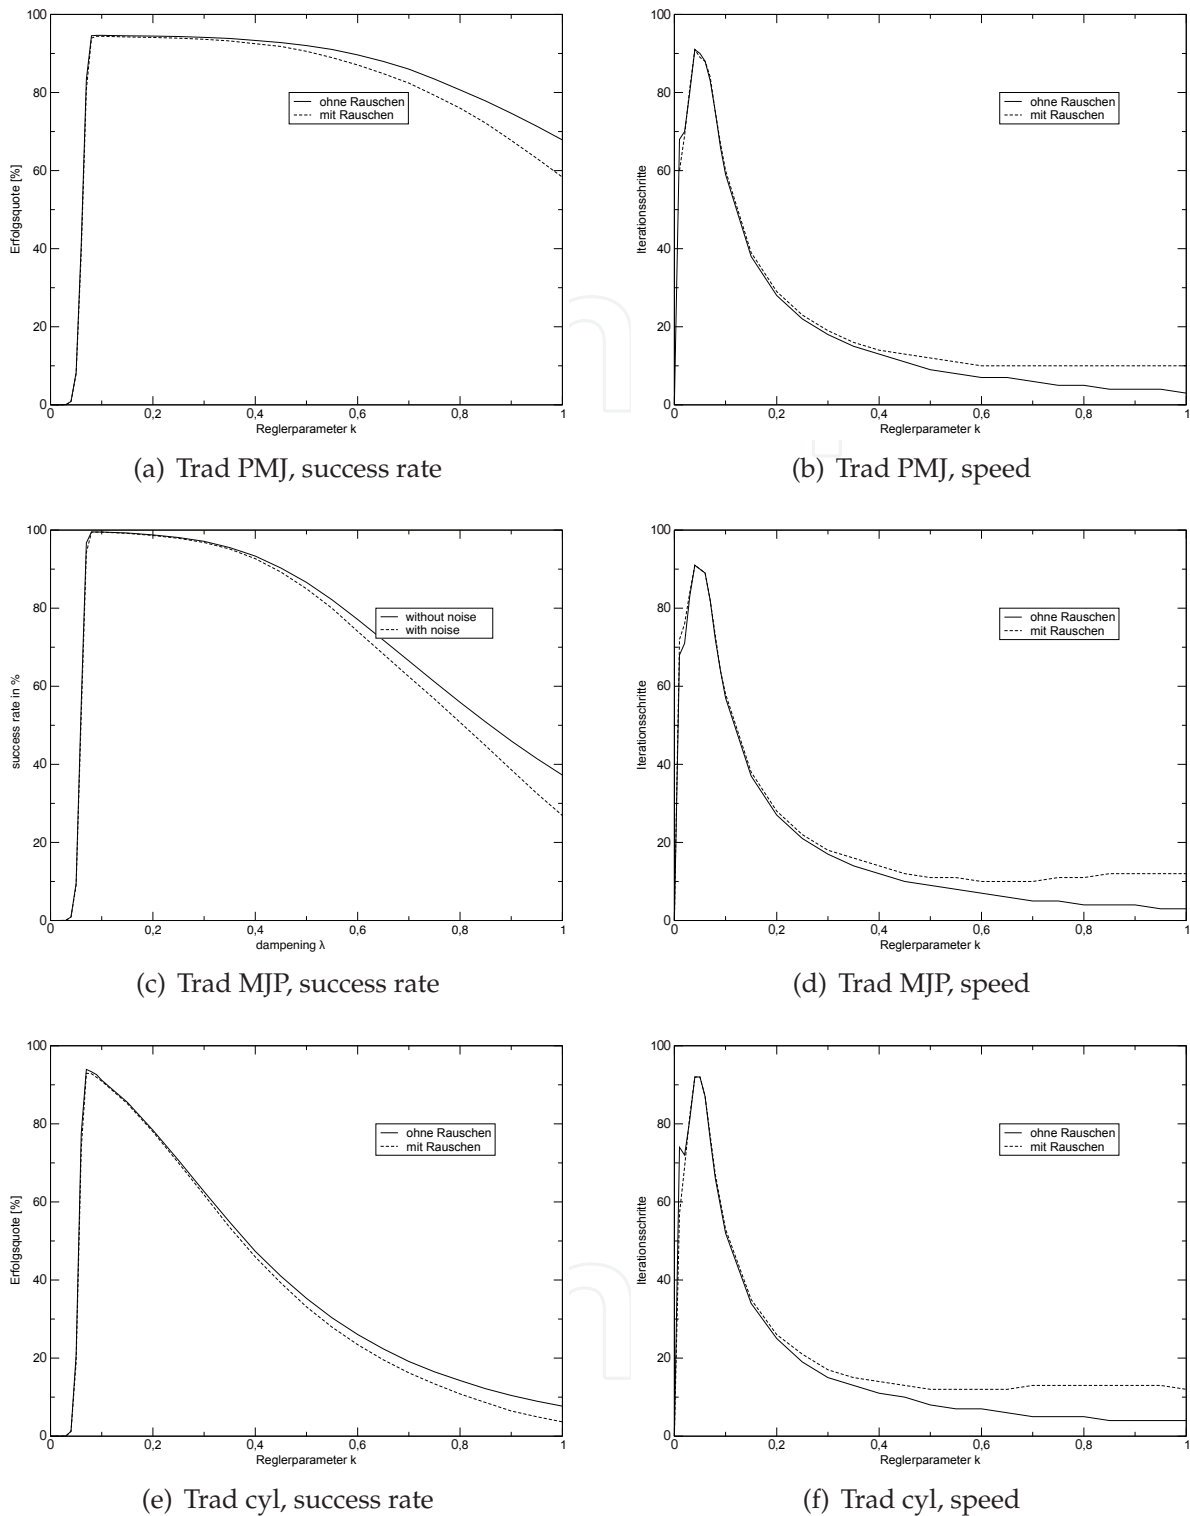 100
80
60
40
20
0
Erfolgsquote [%]
ohne Rauschen
mit Rauschen
0 0,2 0,4 0,6 0,8 1
Reglerparameter k
(a) Trad PMJ, success rate
100
80
60
40
20
0
Iterationsschritte
ohne Rauschen
mit Rauschen
0 0,2 0,4 0,6 0,8 1
Reglerparameter k
(b) Trad PMJ, speed
100
80
60
40
20
0
success rate in %
without noise
with noise
0 0,2 0,4 0,6 0,8 1
dampening λ
(c) Trad MJP, success rate
100
80
60
40
20
0
Iterationsschritte
ohne Rauschen
mit Rauschen
0 0,2 0,4 0,6 0,8 1
Reglerparameter k
(d) Trad MJP, speed
100
80
60
40
20
0
Erfolgsquote [%]
ohne Rauschen
mit Rauschen
0 0,2 0,4 0,6 0,8 1
Reglerparameter k
(e) Trad cyl, success rate
100
80
60
40
20
0
Iterationsschritte
ohne Rauschen
mit Rauschen
0 0,2 0,4 0,6 0,8 1
Reglerparameter k
(f) Trad cyl, speed